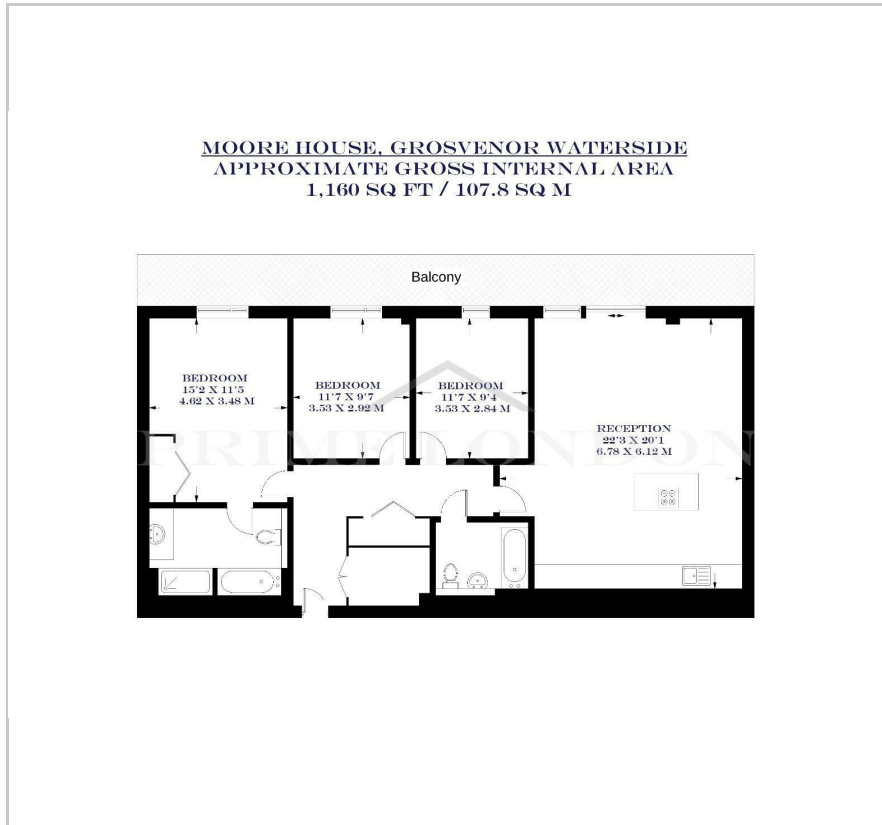 MOORE HOUSE, GROSVENOR WATERSIDE
APPROXIMATE GROSS INTERNAL AREA
1,160 SQ FT / 107.8 SQ M
Balcony
BEDROOM
15'2 X 11'5
4.62 X 3.48 M
BEDROOM
11'7 X 9'7
3.53 X 2.92 M
BEDROOM
11'7 X 9'4
3.53 X 2.84 M
RECEPTION
22'3 X 20'1
6.78 X 6.12 M
PRIME LONDON